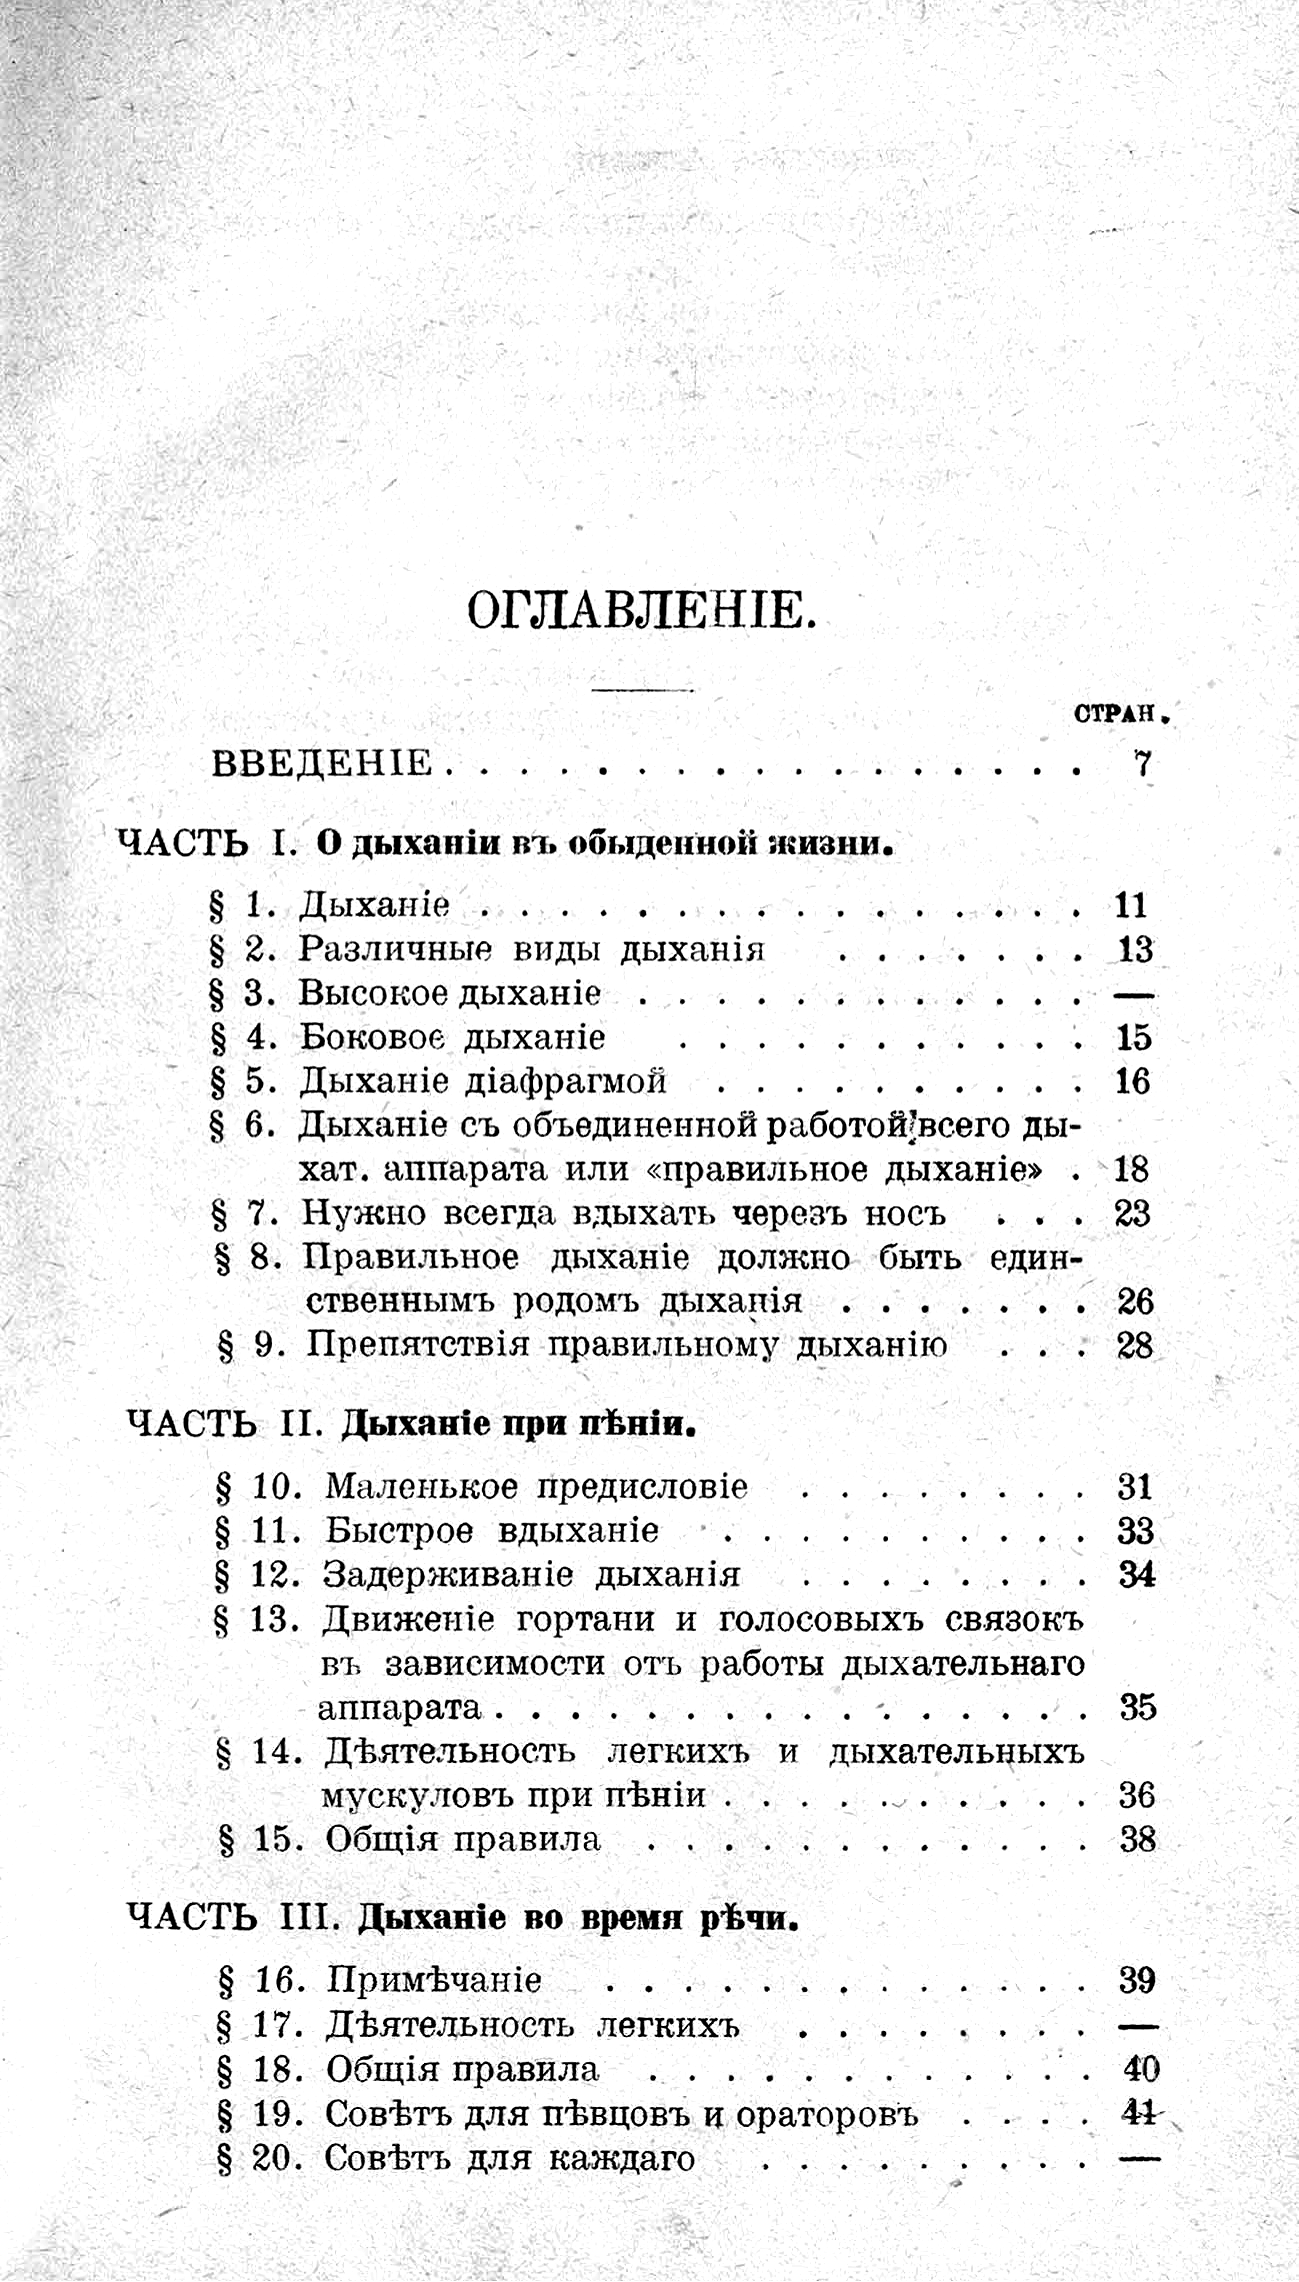 ОГЛАВЛЕНІЕ.
СТРАН.
ВВЕДЕНІЕ . . . . . . . . . . . . . . . . . 7
ЧАСТЬ I. О дыханіи въ обыденной жизни.
§ 1. Дыханіе . . . . . . . . . . . . . . . . 11
§ 2. Различные виды дыханія . . . . . . . 13
§ 3. Высокое дыханіе . . . . . . . . . . . . —
§ 4. Боковое дыханіе . . . . . . . . . . . 15
§ 5. Дыханіе діафрагмой . . . . . . . . . . 16
§ 6. Дыханіе съ объединенной работой всего ды-
хат. аппарата или «правильное дыханіе» . 18
§ 7. Нужно всегда вдыхать черезъ носъ . . . 23
§ 8. Правильное дыханіе должно быть един-
ственнымъ родомъ дыханія . . . . . . . 26
§ 9. Препятствія правильному дыханію . . . 28
ЧАСТЬ II. Дыханіе при пѣніи.
§ 10. Маленькое предисловіе . . . . . . . . 31
§ 11. Быстрое вдыханіе . . . . . . . . . . 33
§ 12. Задерживаніе дыханія . . . . . . . . 34
§ 13. Движеніе гортани и голосовыхъ связокъ
въ зависимости отъ работы дыхательнаго
аппарата . . . . . . . . . . . . . . . . 35
§ 14. Дѣятельность легкихъ и дыхательныхъ
мускуловъ при пѣніи . . . . . . . . . . 36
§ 15. Общія правила . . . . . . . . . . . . 38
ЧАСТЬ III. Дыханіе во время рѣчи.
§ 16. Примѣчаніе . . . . . . . . . . . . . 39
§ 17. Дѣятельность легкихъ . . . . . . . . —
§ 18. Общія правила . . . . . . . . . . . . 40
§ 19. Совѣтъ для пѣвцовъ и ораторовъ . . . . 41
§ 20. Совѣтъ для каждаго . . . . . . . . . —